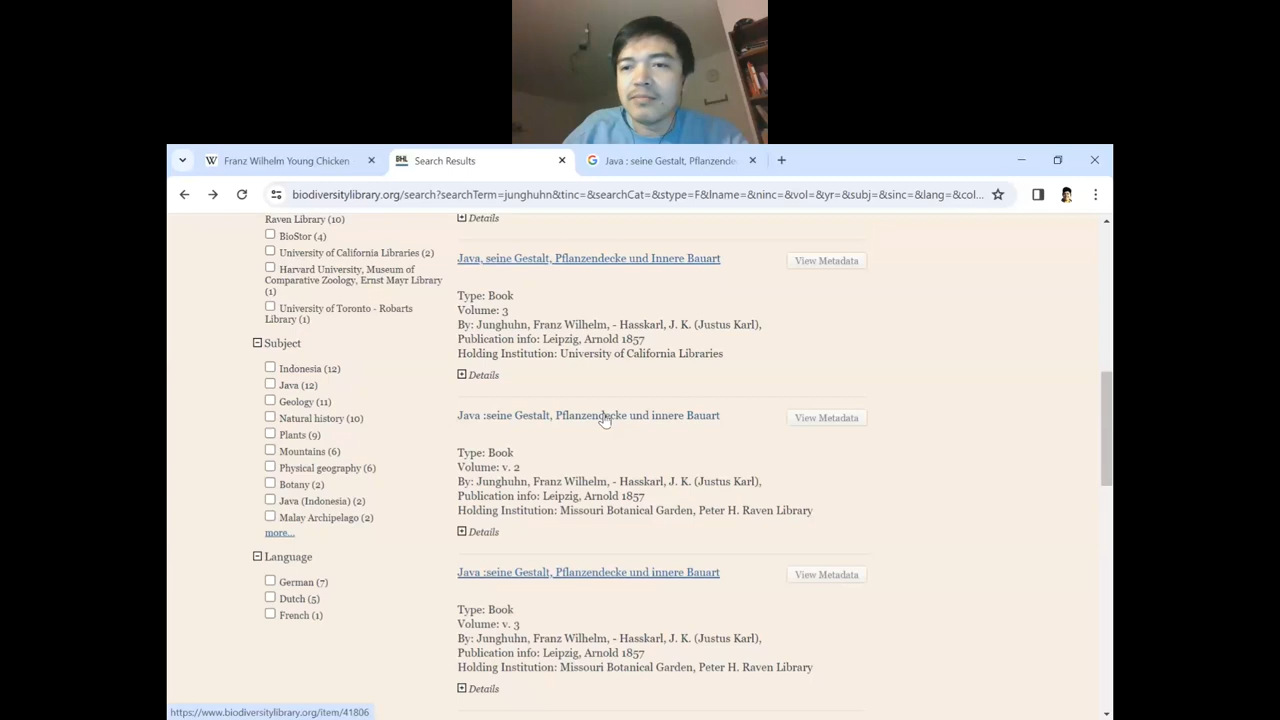 Franz Wilhelm Young Chicken
BHL Search Results
Java : seine Gestalt, Pflanzende
biodiversitylibrary.org/search?searchTerm=junghuhn&tinc=&searchCat=&stype=F&lname=&ninc=&vol=&yr=&subj=&sinc=&lang=&col...
Raven Library (10)
BioStor (4)
University of California Libraries (2)
Harvard University, Museum of
Comparative Zoology, Ernst Mayr Library
(1)
University of Toronto - Robarts
Library (1)
Subject
Indonesia (12)
Java (12)
Geology (11)
Natural history (10)
Plants (9)
Mountains (6)
Physical geography (6)
Botany (2)
Java (Indonesia) (2)
Malay Archipelago (2)
more...
Language
German (7)
Dutch (5)
French (1)
Details
Java, seine Gestalt, Pflanzendecke und Innere Bauart
View Metadata
Type: Book
Volume: 3
By: Junghuhn, Franz Wilhelm, - Hasskarl, J. K. (Justus Karl),
Publication info: Leipzig, Arnold 1857
Holding Institution: University of California Libraries
Details
Java :seine Gestalt, Pflanzendecke und innere Bauart
View Metadata
Type: Book
Volume: v. 2
By: Junghuhn, Franz Wilhelm, - Hasskarl, J. K. (Justus Karl),
Publication info: Leipzig, Arnold 1857
Holding Institution: Missouri Botanical Garden, Peter H. Raven Library
Details
Java :seine Gestalt, Pflanzendecke und innere Bauart
View Metadata
Type: Book
Volume: v. 3
By: Junghuhn, Franz Wilhelm, - Hasskarl, J. K. (Justus Karl),
Publication info: Leipzig, Arnold 1857
Holding Institution: Missouri Botanical Garden, Peter H. Raven Library
Details
https://www.biodiversitylibrary.org/item/41806